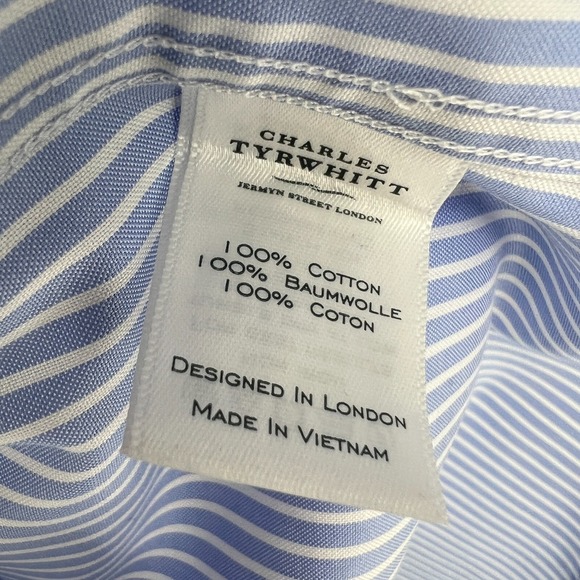 CHARLES
TYRWHITT
JERMYN STREET LONDON
100% COTTON
100% BAUMWOLLE
100% COTON
DESIGNED IN LONDON
MADE IN VIETNAM